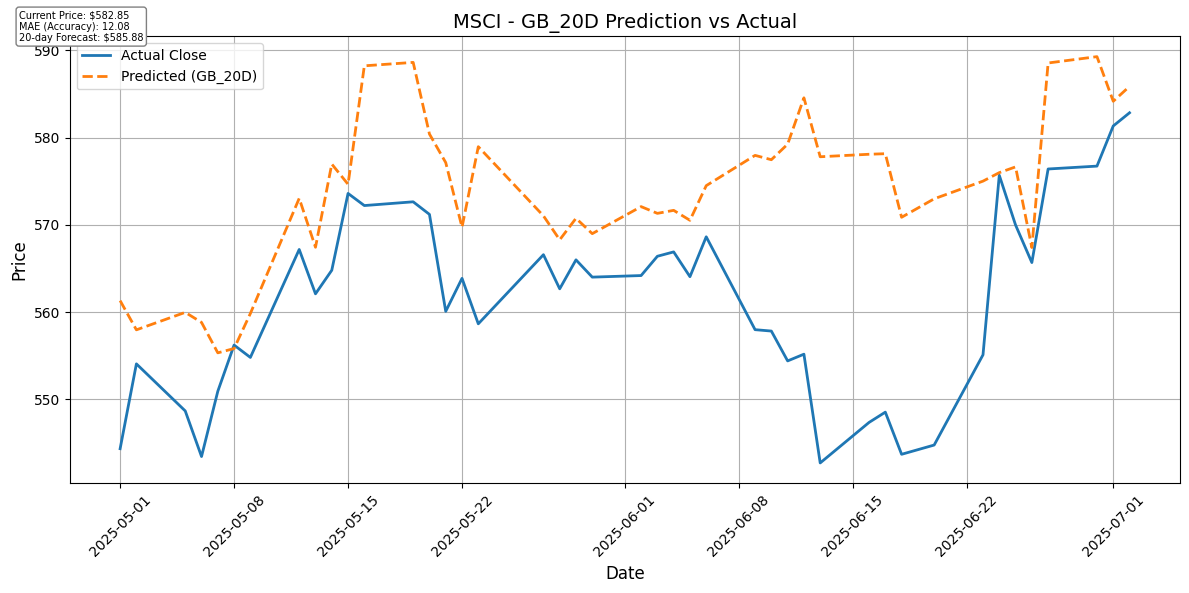 MSCI - GB_20D Prediction vs Actual
Current Price: $582.85
MAE (Accuracy): 12.08
20-day Forecast: $585.88
Actual Close
Predicted (GB_20D)
Price
590
580
570
560
550
2025-05-01
2025-05-08
2025-05-15
2025-05-22
2025-06-01
2025-06-08
2025-06-15
2025-06-22
2025-07-01
Date